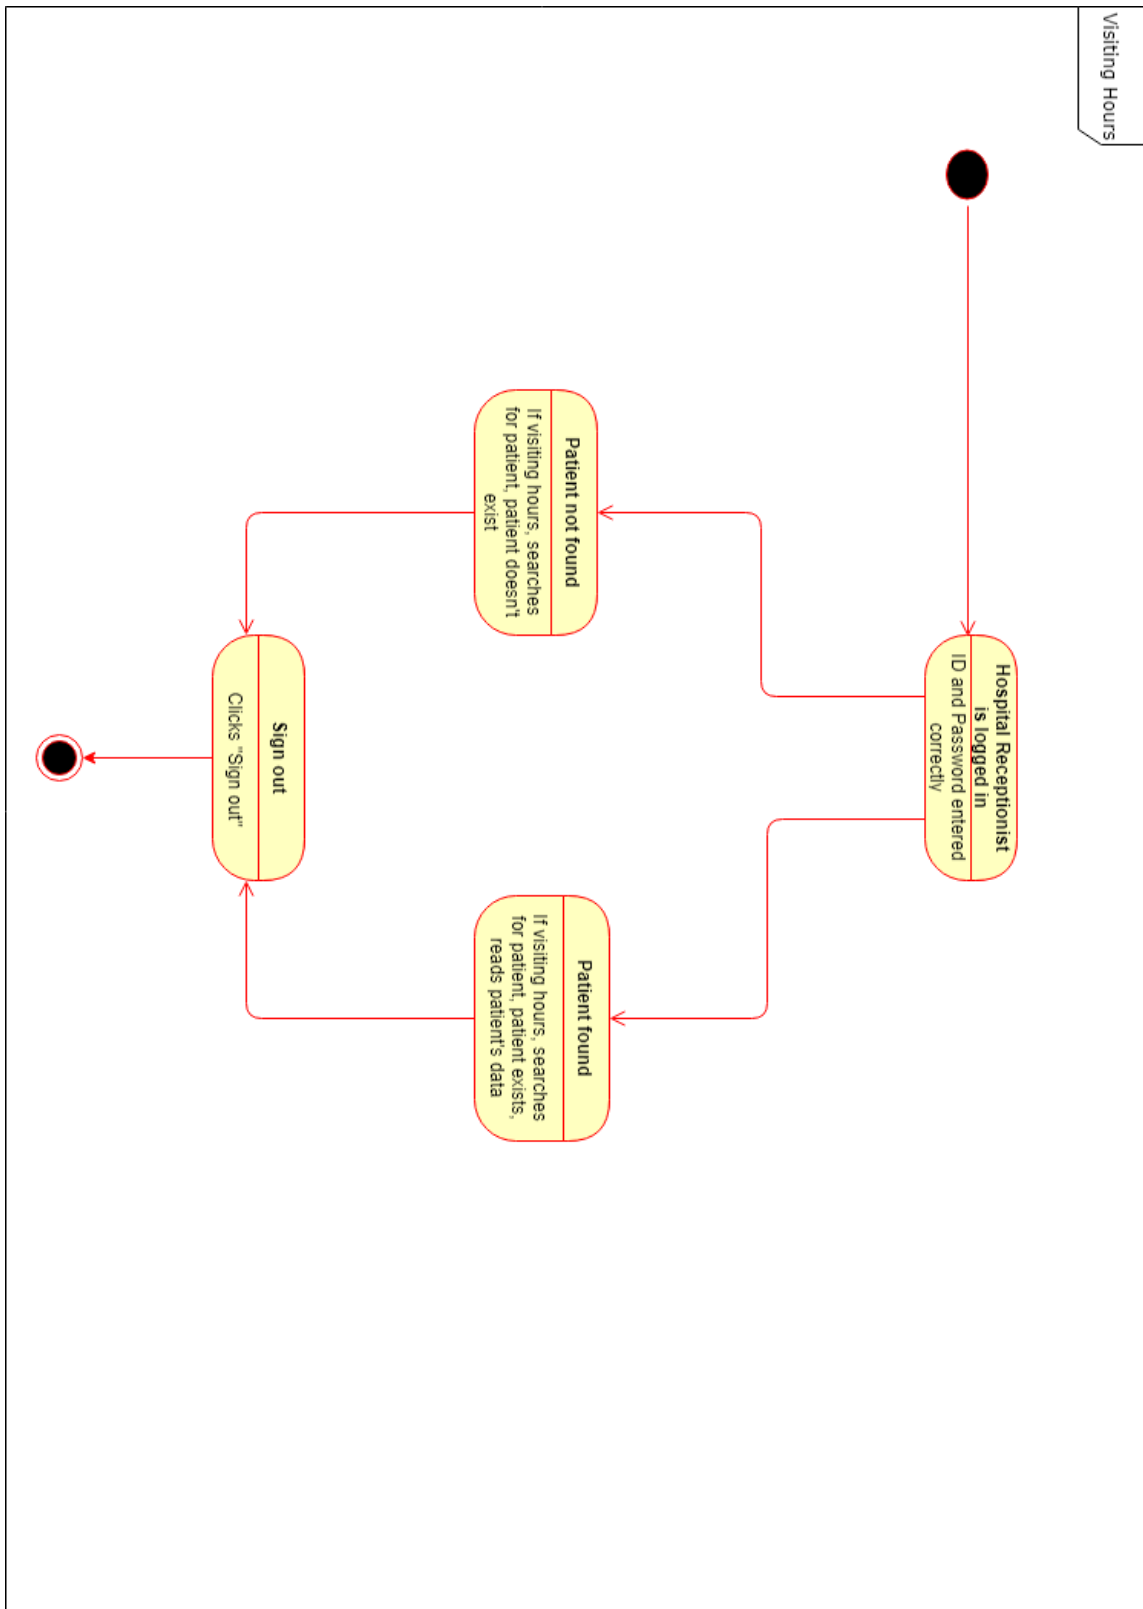 Visiting Hours
Hospital Receptionist
is logged in
ID and Password entered
correctly
Patient not found
If visiting hours, searches
for patient, patient doesn't
exist
Patient found
If visiting hours, searches
for patient, patient exists,
reads patient's data
Sign out
Clicks "Sign out"